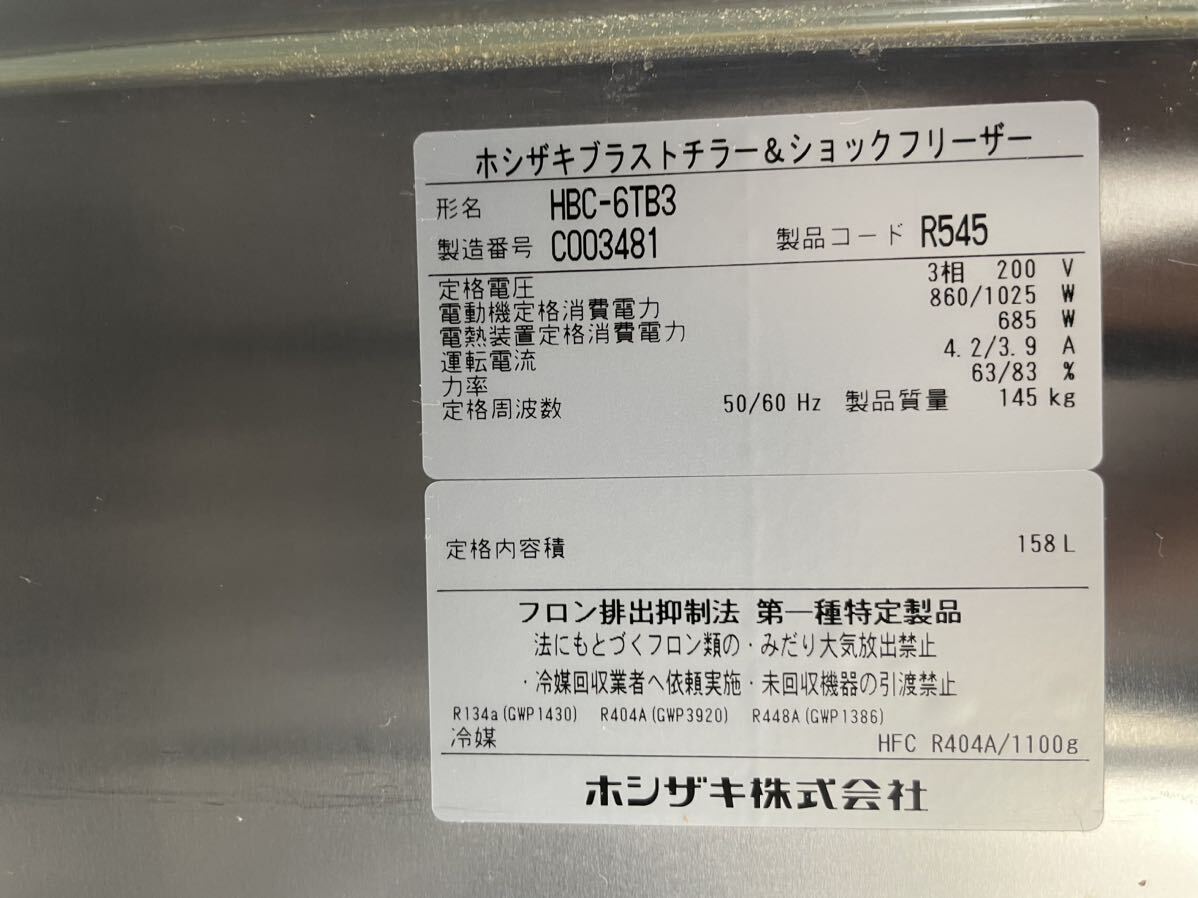 ホシザキブラストチラー&ショックフリーザー
形名 HBC-6TB3
製造番号 C003481 製品コード R545
定格電圧 3相 200 V
電動機定格消費電力 860/1025 W
電熱装置定格消費電力 685 W
運転電流 4.2/3.9 A
力率 63/83 %
定格周波数 50/60 Hz 製品質量 145 kg
定格内容積 158 L
フロン排出抑制法 第一種特定製品
法にもとづくフロン類の・みだり大気放出禁止
・冷媒回収業者へ依頼実施・未回収機器の引渡禁止
R134a(GWP1430) R404A(GWP3920) R448A(GWP1386)
冷媒 HFC R404A/1100g
ホシザキ株式会社